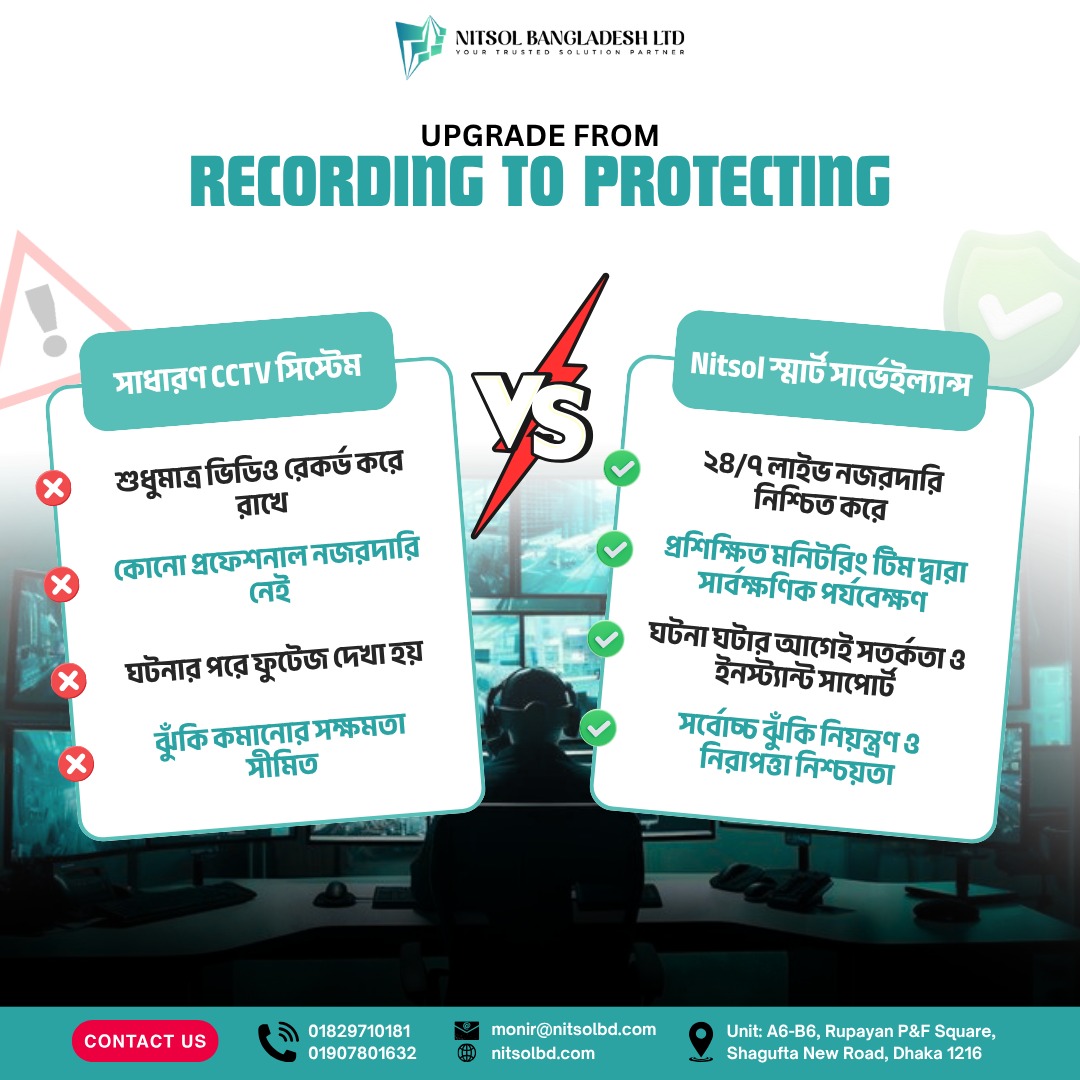 NITSOL BANGLADESH LTD
YOUR TRUSTED SOLUTION PARTNER
UPGRADE FROM
RECORDING TO PROTECTING
সাধারণ CCTV সিস্টেম
শুধুমাত্র ভিডিও রেকর্ড করে
রাখে
কোনো প্রফেশনাল নজরদারি
নেই
ঘটনার পরে ফুটেজ দেখা হয়
ঝুঁকি কমানোর সক্ষমতা
সীমিত
VS
Nitsol স্মার্ট সার্ভেইল্যান্স
২৪/৭ লাইভ নজরদারি
নিশ্চিত করে
প্রশিক্ষিত মনিটরিং টিম দ্বারা
সার্বক্ষণিক পর্যবেক্ষণ
ঘটনা ঘটার আগেই সতর্কতা ও
ইনস্ট্যান্ট সাপোর্ট
সর্বোচ্চ ঝুঁকি নিয়ন্ত্রণ ও
নিরাপত্তা নিশ্চয়তা
CONTACT US
01829710181
01907801632
monir@nitsolbd.com
nitsolbd.com
Unit: A6-B6, Rupayan P&F Square,
Shagufta New Road, Dhaka 1216